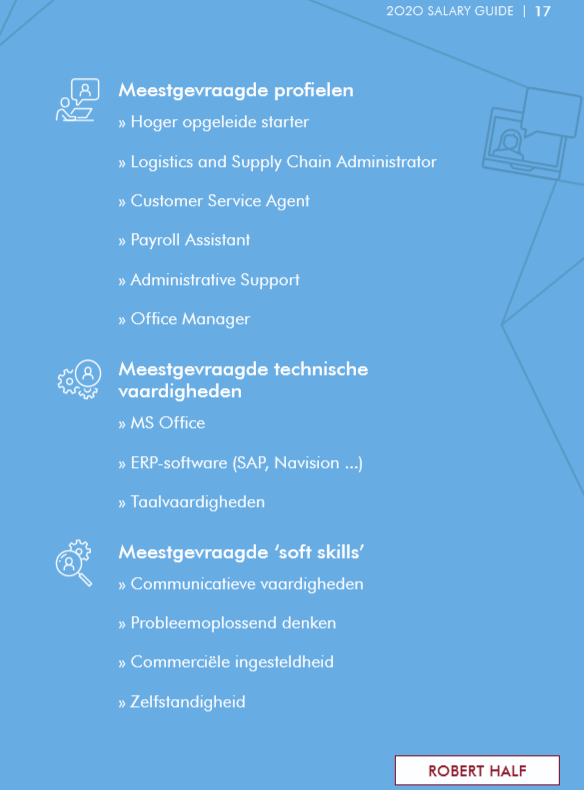 2020 SALARY GUIDE | 17
Meestgevraagde profielen
» Hoger opgeleide starter
» Logistics and Supply Chain Administrator
» Customer Service Agent
» Payroll Assistant
» Administrative Support
» Office Manager
Meestgevraagde technische
vaardigheden
» MS Office
» ERP-software (SAP, Navision ...)
» Taalvaardigheden
Meestgevraagde ‘soft skills’
» Communicatieve vaardigheden
» Probleemoplossend denken
» Commerciële ingesteldheid
» Zelfstandigheid
ROBERT HALF